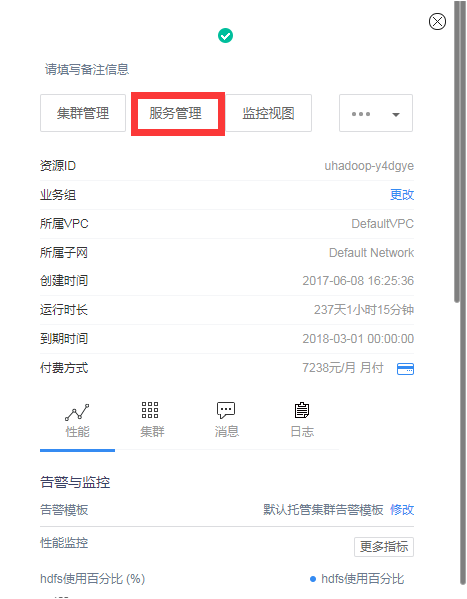 请填写备注信息
集群管理 服务管理 监控视图
资源ID uhadoop-y4dgye
业务组 更改
所属VPC DefaultVPC
所属子网 Default Network
创建时间 2017-06-08 16:25:36
运行时长 237天1小时15分钟
到期时间 2018-03-01 00:00:00
付费方式 7238元/月 月付
性能 集群 消息 日志
告警与监控
告警模板 默认托管集群告警模板 修改
性能监控 更多指标
hdfs使用百分比 (%) hdfs使用百分比